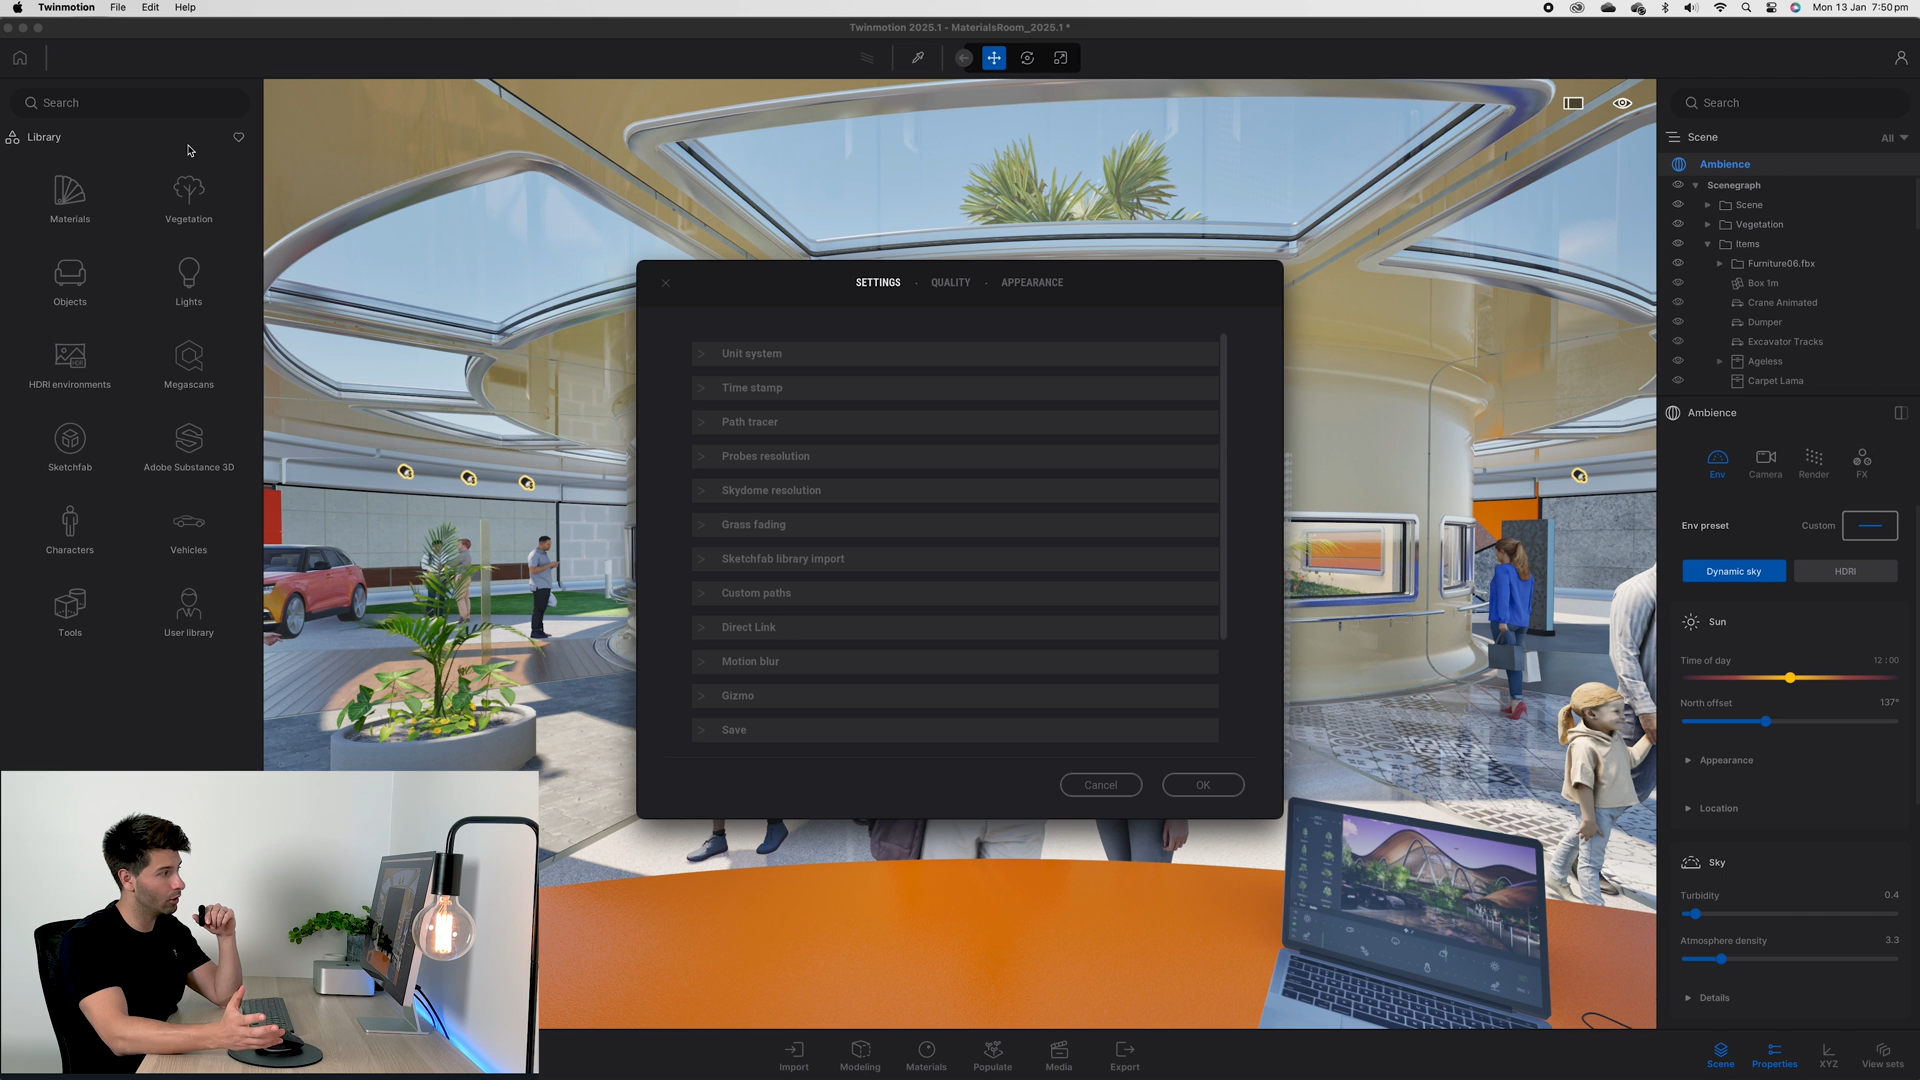 Twinmotion File Edit Help
Mon 13 Jan 7:50 pm
Twinmotion 2025.1 - MaterialsRoom_2025.1 *
Search
Library
Materials
Vegetation
Objects
Lights
HDRI environments
Megascans
Sketchfab
Adobe Substance 3D
Characters
Vehicles
Tools
User library
SETTINGS · QUALITY · APPEARANCE
Unit system
Time stamp
Path tracer
Probes resolution
Skydome resolution
Grass fading
Sketchfab library import
Custom paths
Direct Link
Motion blur
Gizmo
Save
Cancel
OK
Search
Scene
All
Ambience
Scenegraph
Scene
Vegetation
Items
Furniture06.fbx
Box 1m
Crane Animated
Dumper
Excavator Tracks
Ageless
Carpet Lama
Ambience
Env
Camera
Render
FX
Env preset
Custom
Dynamic sky
HDRI
Sun
Time of day 12 : 00
North offset 137°
Appearance
Location
Sky
Turbidity 0.4
Atmosphere density 3.3
Details
Import
Modeling
Materials
Populate
Media
Export
Scene
Properties
XYZ
View sets